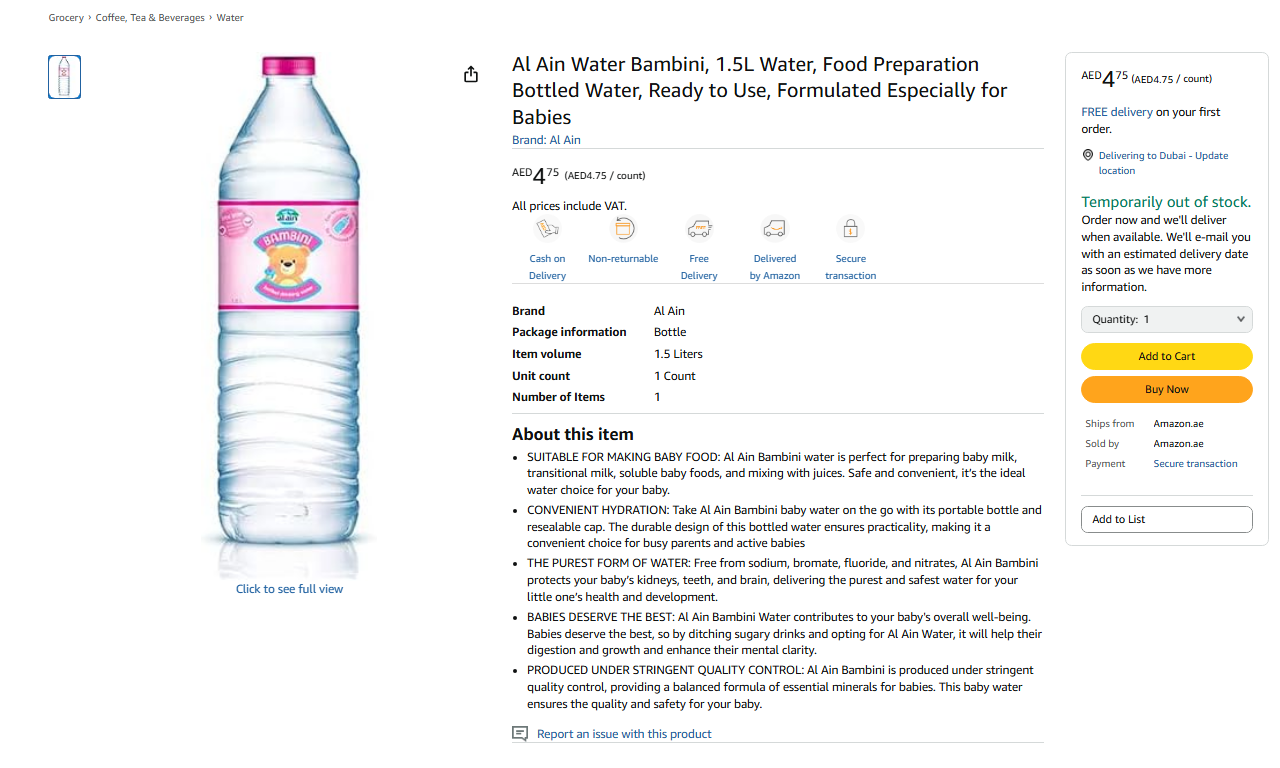 Grocery › Coffee, Tea & Beverages › Water
al ain
BAMBINI
Click to see full view
Al Ain Water Bambini, 1.5L Water, Food Preparation
Bottled Water, Ready to Use, Formulated Especially for
Babies
Brand: Al Ain
AED4 75 (AED4.75 / count)
All prices include VAT.
Cash on
Delivery
Non-returnable
Free
Delivery
Delivered
by Amazon
Secure
transaction
Brand Al Ain
Package information Bottle
Item volume 1.5 Liters
Unit count 1 Count
Number of Items 1
About this item
• SUITABLE FOR MAKING BABY FOOD: Al Ain Bambini water is perfect for preparing baby milk,
transitional milk, soluble baby foods, and mixing with juices. Safe and convenient, it's the ideal
water choice for your baby.
• CONVENIENT HYDRATION: Take Al Ain Bambini baby water on the go with its portable bottle and
resealable cap. The durable design of this bottled water ensures practicality, making it a
convenient choice for busy parents and active babies
• THE PUREST FORM OF WATER: Free from sodium, bromate, fluoride, and nitrates, Al Ain Bambini
protects your baby's kidneys, teeth, and brain, delivering the purest and safest water for your
little one's health and development.
• BABIES DESERVE THE BEST: Al Ain Bambini Water contributes to your baby's overall well-being.
Babies deserve the best, so by ditching sugary drinks and opting for Al Ain Water, it will help their
digestion and growth and enhance their mental clarity.
• PRODUCED UNDER STRINGENT QUALITY CONTROL: Al Ain Bambini is produced under stringent
quality control, providing a balanced formula of essential minerals for babies. This baby water
ensures the quality and safety for your baby.
Report an issue with this product
AED4 75 (AED4.75 / count)
FREE delivery on your first
order.
Delivering to Dubai - Update
location
Temporarily out of stock.
Order now and we'll deliver
when available. We'll e-mail you
with an estimated delivery date
as soon as we have more
information.
Quantity: 1
Add to Cart
Buy Now
Ships from Amazon.ae
Sold by Amazon.ae
Payment Secure transaction
Add to List